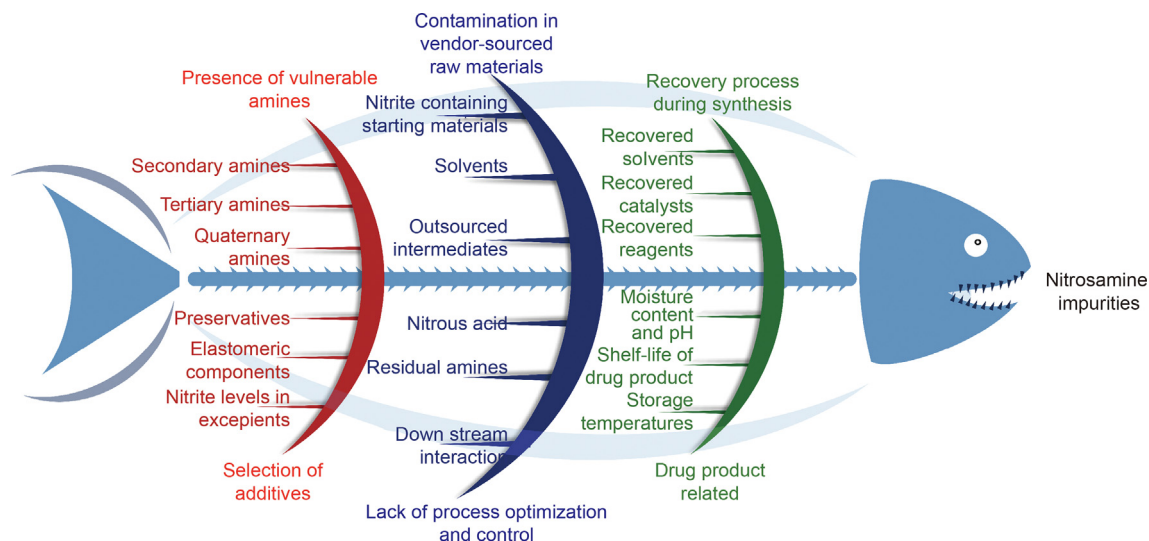 Presence of vulnerable
amines
Secondary amines
Tertiary amines
Quaternary
amines
Preservatives
Elastomeric
components
Nitrite levels in
excepients
Selection of
additives
Contamination in
vendor-sourced
raw materials
Nitrite containing
starting materials
Solvents
Outsourced
intermediates
Nitrous acid
Residual amines
Down stream
interaction
Lack of process optimization
and control
Recovery process
during synthesis
Recovered
solvents
Recovered
catalysts
Recovered
reagents
Moisture
content
and pH
Shelf-life of
drug product
Storage
temperatures
Drug product
related
Nitrosamine
impurities